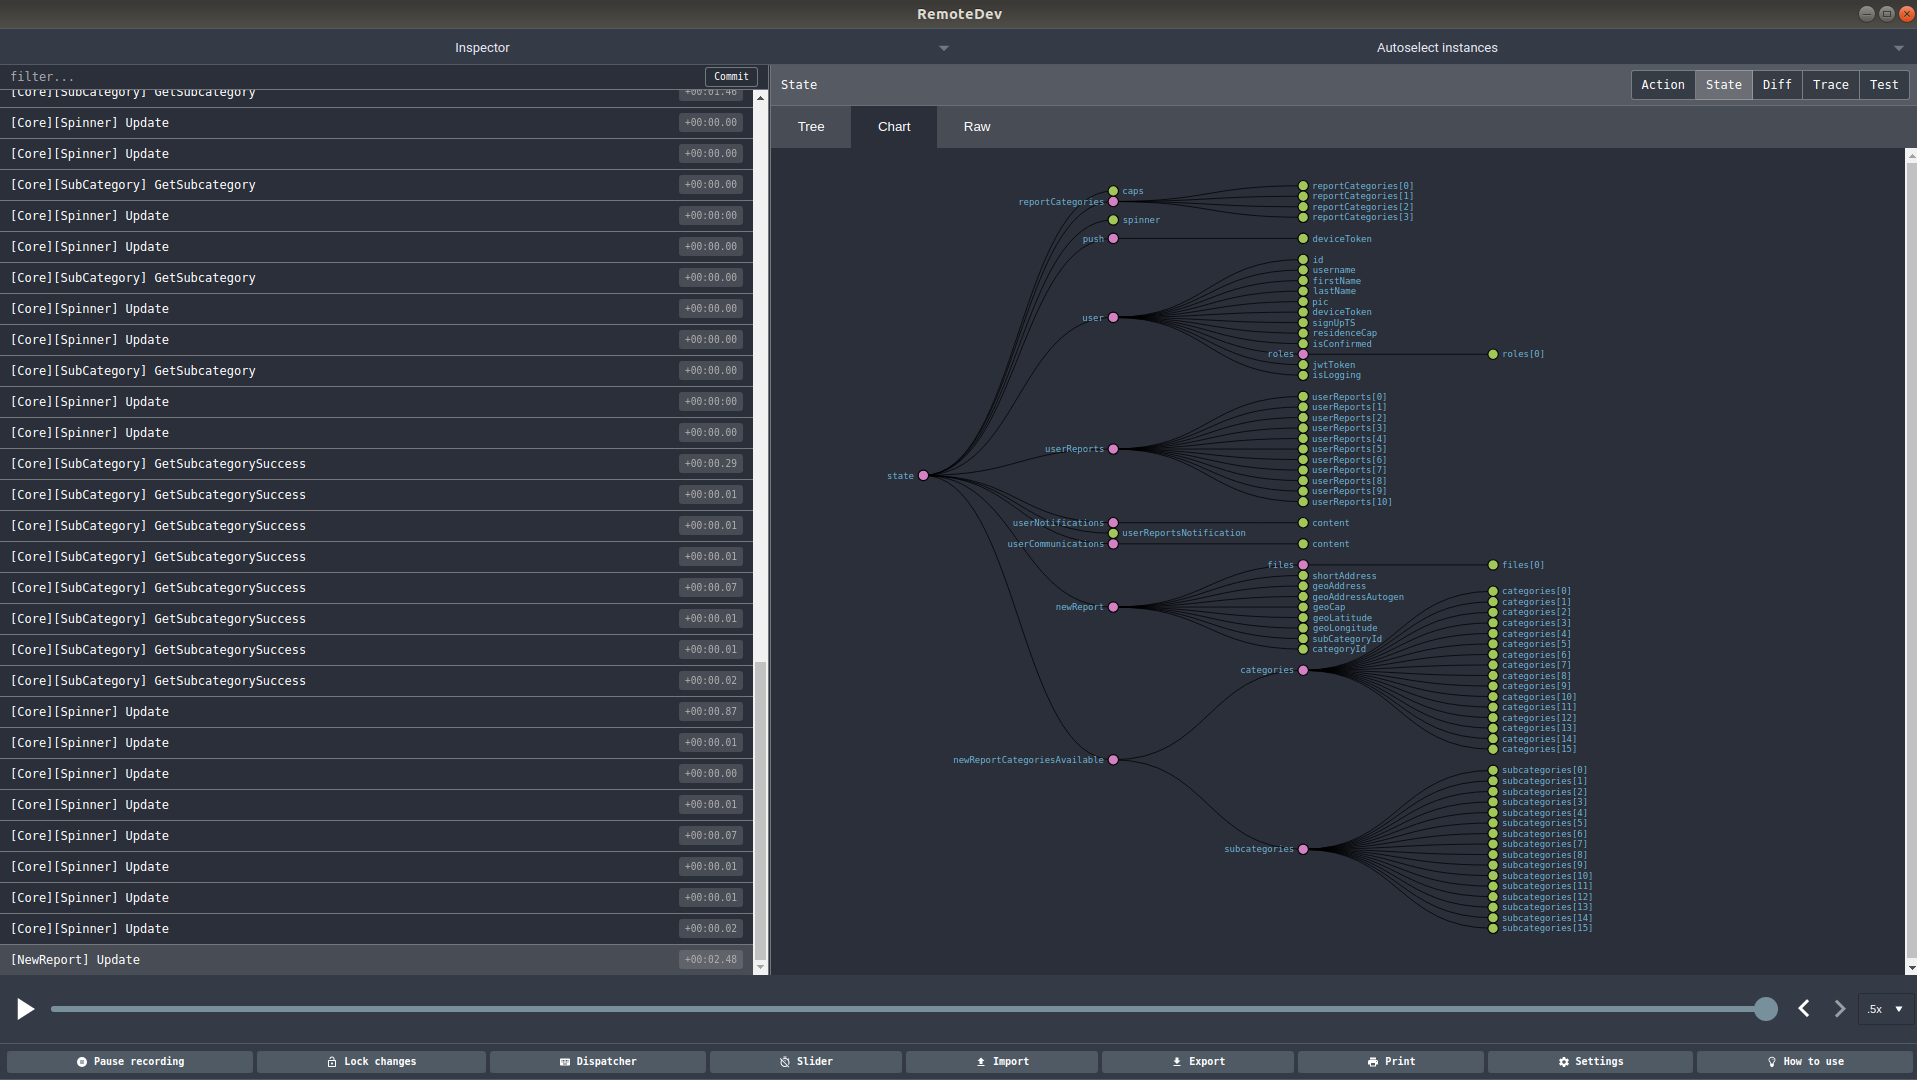 RemoteDev
Inspector
Autoselect instances
filter...
Commit
[Core][SubCategory] GetSubcategory +00:01.46
[Core][Spinner] Update +00:00.00
[Core][Spinner] Update +00:00.00
[Core][SubCategory] GetSubcategory +00:00.00
[Core][Spinner] Update +00:00:00
[Core][Spinner] Update +00:00.00
[Core][SubCategory] GetSubcategory +00:00.00
[Core][Spinner] Update +00:00.00
[Core][Spinner] Update +00:00.00
[Core][SubCategory] GetSubcategory +00:00.00
[Core][Spinner] Update +00:00:00
[Core][Spinner] Update +00:00.00
[Core][SubCategory] GetSubcategorySuccess +00:00.29
[Core][SubCategory] GetSubcategorySuccess +00:00.01
[Core][SubCategory] GetSubcategorySuccess +00:00.01
[Core][SubCategory] GetSubcategorySuccess +00:00.01
[Core][SubCategory] GetSubcategorySuccess +00:00.07
[Core][SubCategory] GetSubcategorySuccess +00:00.01
[Core][SubCategory] GetSubcategorySuccess +00:00.01
[Core][SubCategory] GetSubcategorySuccess +00:00.02
[Core][Spinner] Update +00:00.87
[Core][Spinner] Update +00:00.01
[Core][Spinner] Update +00:00.00
[Core][Spinner] Update +00:00.01
[Core][Spinner] Update +00:00.07
[Core][Spinner] Update +00:00.01
[Core][Spinner] Update +00:00.01
[Core][Spinner] Update +00:00.02
[NewReport] Update +00:02.48
State
Action
State
Diff
Trace
Test
Tree
Chart
Raw
state
caps
reportCategories
reportCategories[0]
reportCategories[1]
reportCategories[2]
reportCategories[3]
spinner
push
deviceToken
user
id
username
firstName
lastName
pic
deviceToken
signUpTS
residenceCap
isConfirmed
roles
roles[0]
jwtToken
isLogging
userReports
userReports[0]
userReports[1]
userReports[2]
userReports[3]
userReports[4]
userReports[5]
userReports[6]
userReports[7]
userReports[8]
userReports[9]
userReports[10]
userNotifications
content
userReportsNotification
userCommunications
content
newReport
files
files[0]
shortAddress
geoAddress
geoAddressAutogen
geoCap
geoLatitude
geoLongitude
subCategoryId
categoryId
newReportCategoriesAvailable
categories
categories[0]
categories[1]
categories[2]
categories[3]
categories[4]
categories[5]
categories[6]
categories[7]
categories[8]
categories[9]
categories[10]
categories[11]
categories[12]
categories[13]
categories[14]
categories[15]
subcategories
subcategories[0]
subcategories[1]
subcategories[2]
subcategories[3]
subcategories[4]
subcategories[5]
subcategories[6]
subcategories[7]
subcategories[8]
subcategories[9]
subcategories[10]
subcategories[11]
subcategories[12]
subcategories[13]
subcategories[14]
subcategories[15]
.5x
Pause recording
Lock changes
Dispatcher
Slider
Import
Export
Print
Settings
How to use